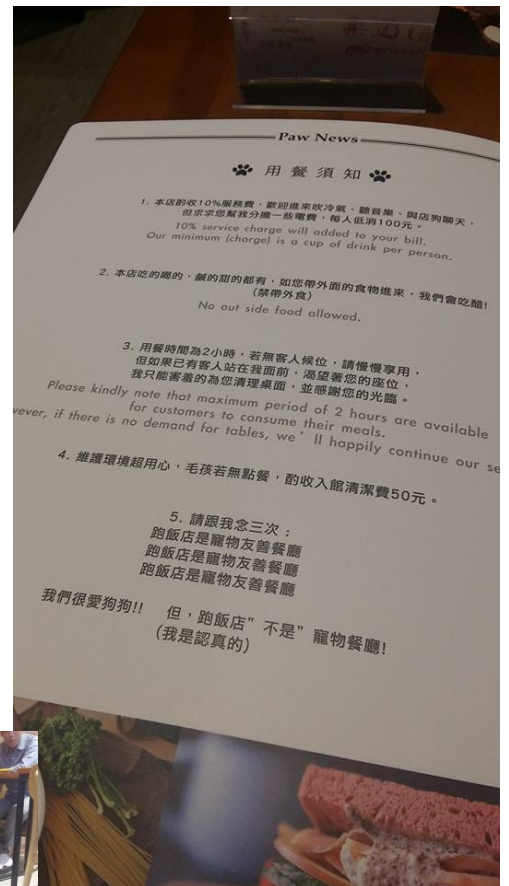 Paw News
用餐須知
1. 本店酌收10%服務費，歡迎進來吹冷氣、聽音樂、與店狗聊天，
但求求您幫我分擔一些電費，每人低消100元。
10% service charge will added to your bill.
Our minimum (charge) is a cup of drink per person.
2. 本店吃的喝的，鹹的甜的都有，如您帶外面的食物進來，我們會吃醋!
(禁帶外食)
No out side food allowed.
3. 用餐時間為2小時，若無客人候位，請慢慢享用，
但如果已有客人站在我面前，渴望著您的座位，
我只能害羞的為您清理桌面，並感謝您的光臨。
Please kindly note that maximum period of 2 hours are available
for customers to consume their meals.
wever, if there is no demand for tables, we’ll happily continue our se
4. 維護環境超用心，毛孩若無點餐，酌收入館清潔費50元。
5. 請跟我念三次：
跑飯店是寵物友善餐廳
跑飯店是寵物友善餐廳
跑飯店是寵物友善餐廳
我們很愛狗狗!! 但，跑飯店”不是”寵物餐廳!
(我是認真的)